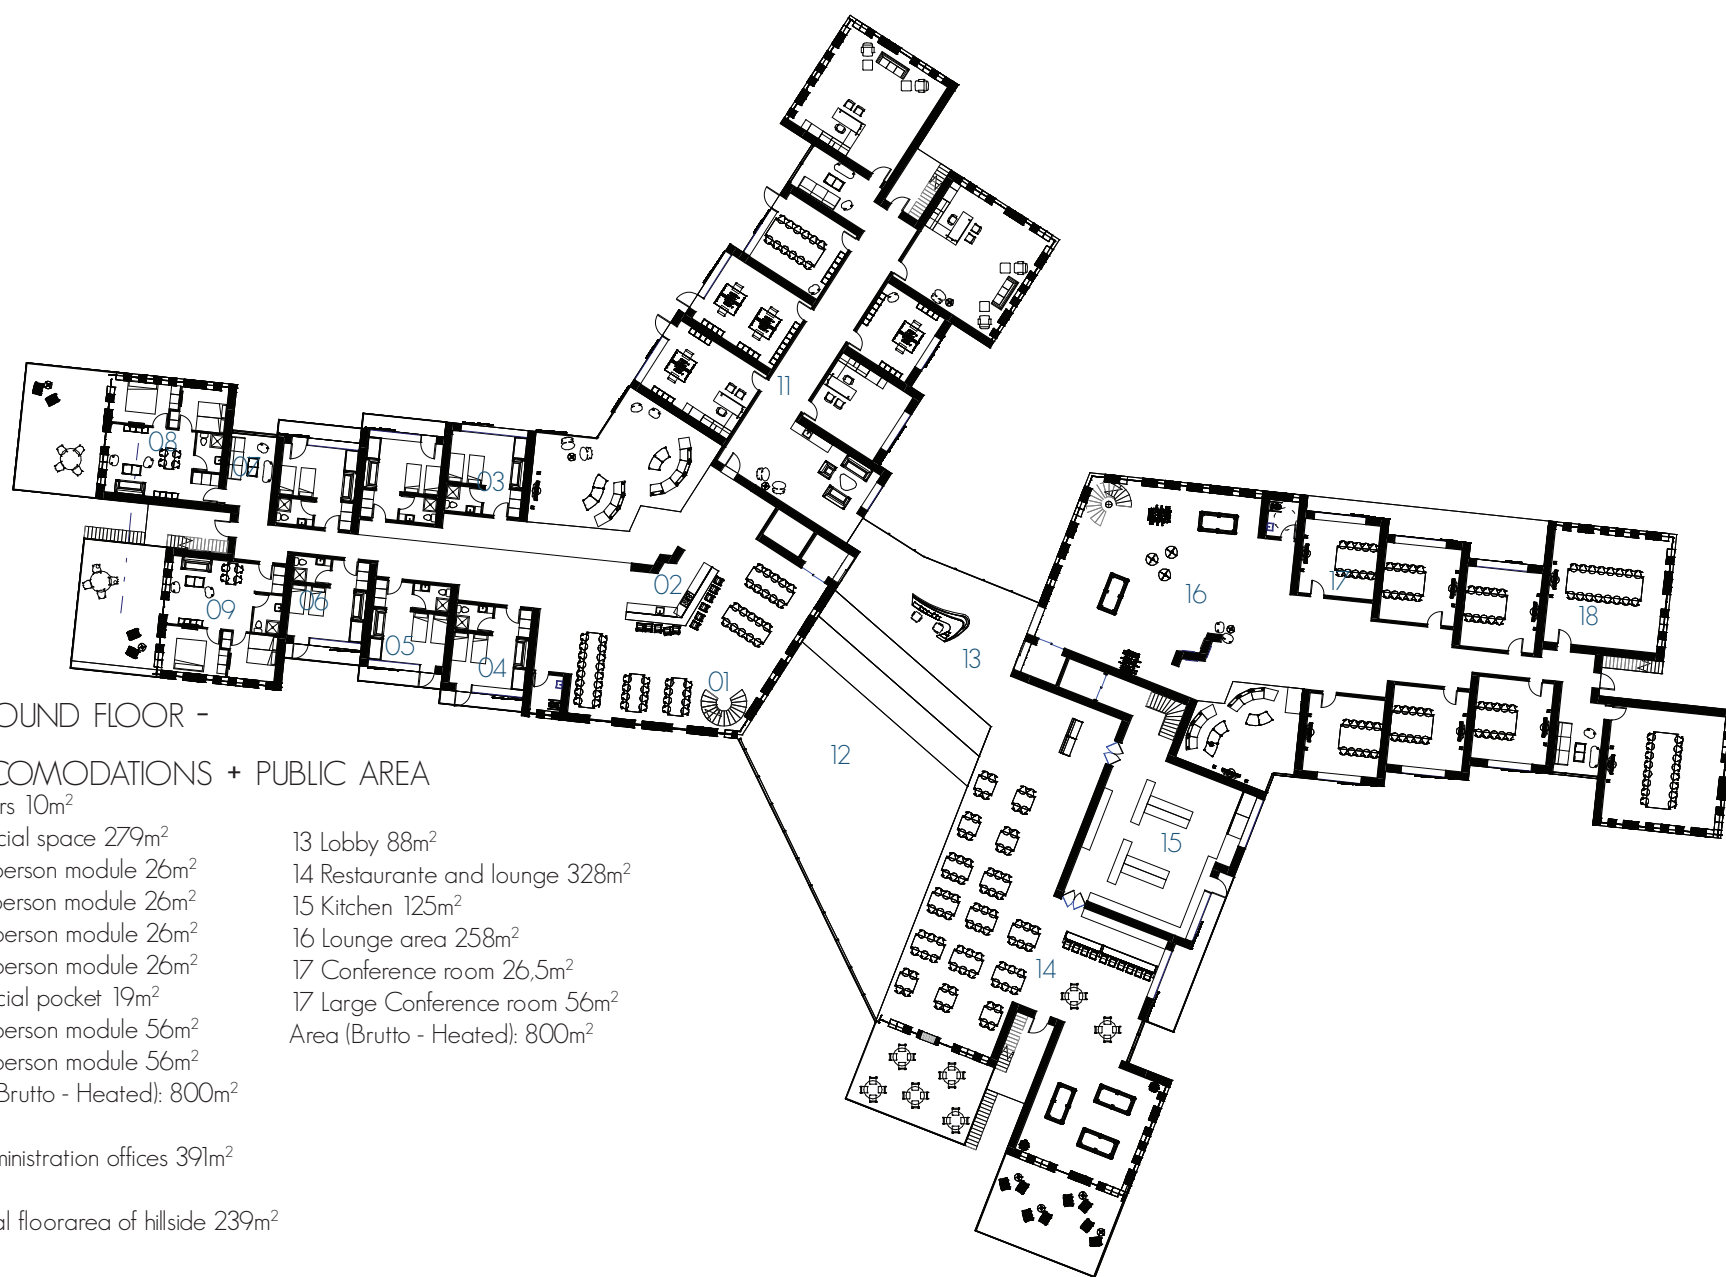 11
08
07
03
02
16
17
18
09
06
05
04
01
13
12
15
14
OUND FLOOR -
COMODATIONS + PUBLIC AREA
rs 10m²
cial space 279m²
person module 26m²
person module 26m²
person module 26m²
person module 26m²
cial pocket 19m²
person module 56m²
person module 56m²
Brutto - Heated): 800m²
ministration offices 391m²
al floorarea of hillside 239m²
13 Lobby 88m²
14 Restaurante and lounge 328m²
15 Kitchen 125m²
16 Lounge area 258m²
17 Conference room 26,5m²
17 Large Conference room 56m²
Area (Brutto - Heated): 800m²